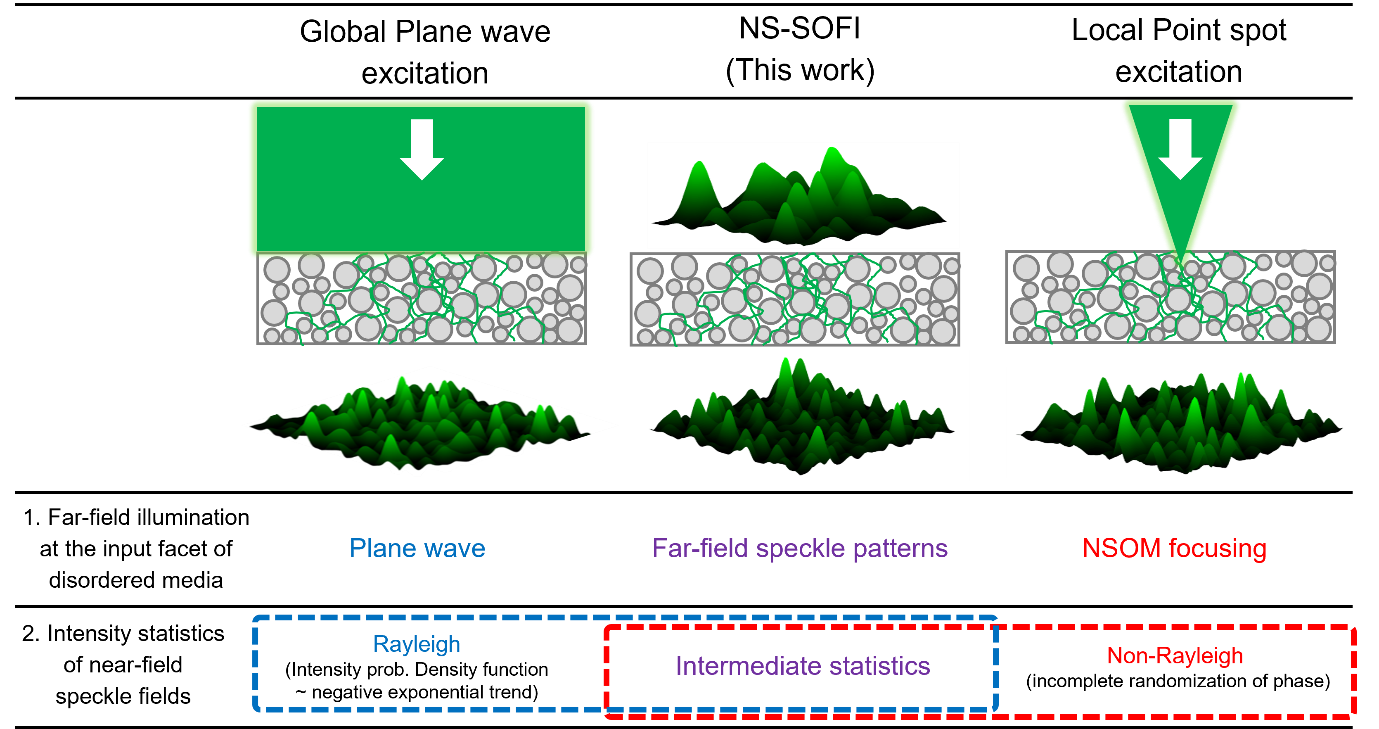 Global Plane wave
excitation
NS-SOFI
(This work)
Local Point spot
excitation
1. Far-field illumination
at the input facet of
disordered media
Plane wave
Far-field speckle patterns
NSOM focusing
2. Intensity statistics
of near-field
speckle fields
Rayleigh
(Intensity prob. Density function
~ negative exponential trend)
Intermediate statistics
Non-Rayleigh
(incomplete randomization of phase)